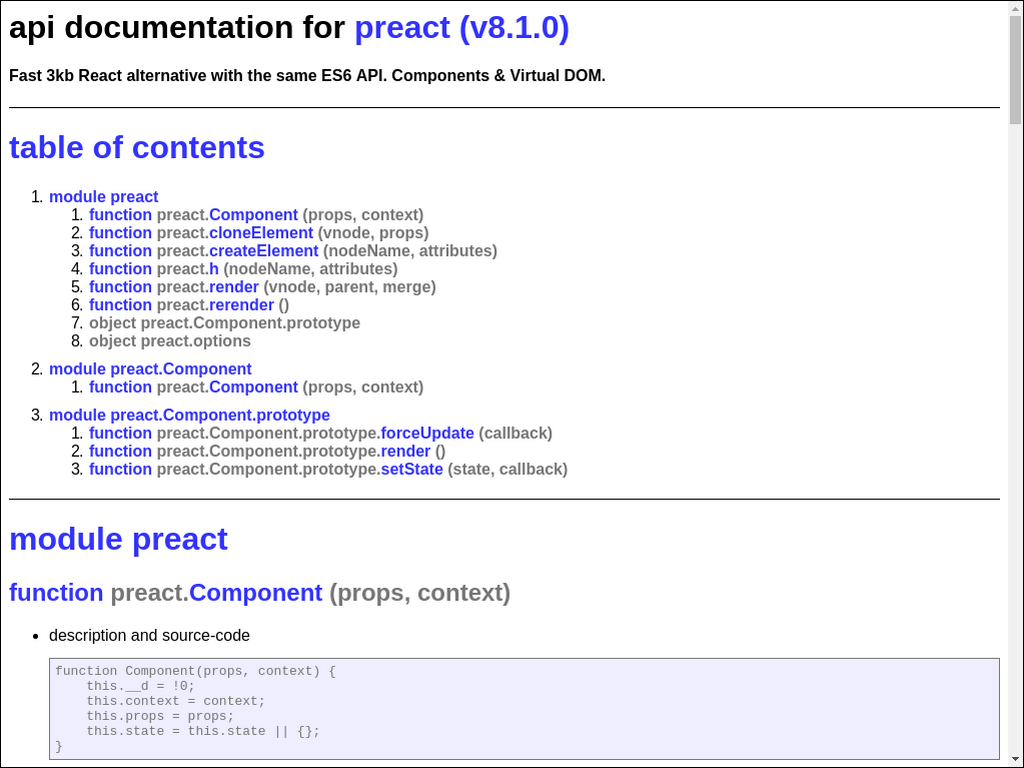 api documentation for preact (v8.1.0)
Fast 3kb React alternative with the same ES6 API. Components & Virtual DOM.
table of contents
1. module preact
1. function preact.Component (props, context)
2. function preact.cloneElement (vnode, props)
3. function preact.createElement (nodeName, attributes)
4. function preact.h (nodeName, attributes)
5. function preact.render (vnode, parent, merge)
6. function preact.rerender ()
7. object preact.Component.prototype
8. object preact.options
2. module preact.Component
1. function preact.Component (props, context)
3. module preact.Component.prototype
1. function preact.Component.prototype.forceUpdate (callback)
2. function preact.Component.prototype.render ()
3. function preact.Component.prototype.setState (state, callback)
module preact
function preact.Component (props, context)
• description and source-code
function Component(props, context) {
    this.__d = !0;
    this.context = context;
    this.props = props;
    this.state = this.state || {};
}